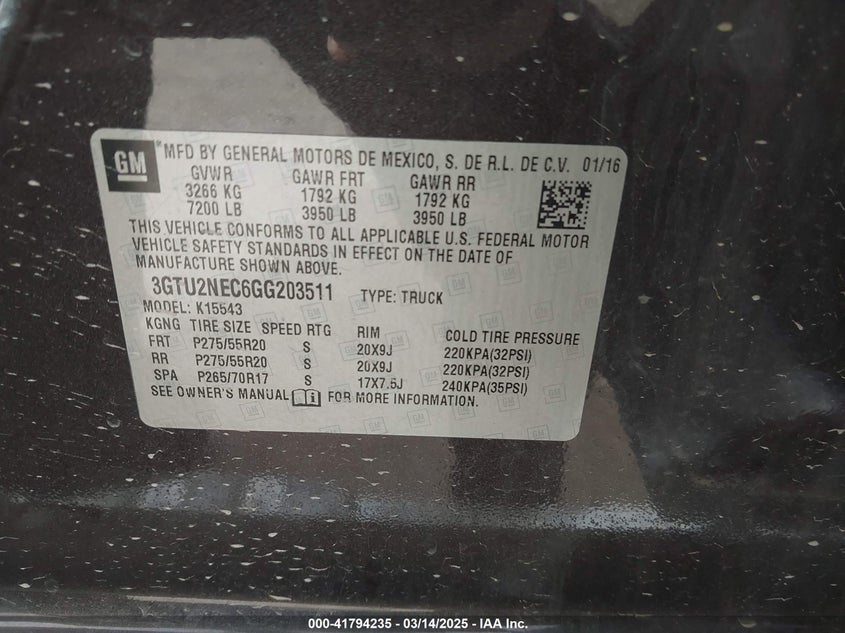 GM *MFD BY GENERAL MOTORS DE MEXICO, S. DE R.L. DE C.V. 01/16
GVWR GAWR FRT GAWR RR
3266 KG 1792 KG 1792 KG
7200 LB 3950 LB 3950 LB
THIS VEHICLE CONFORMS TO ALL APPLICABLE U.S. FEDERAL MOTOR
VEHICLE SAFETY STANDARDS IN EFFECT ON THE DATE OF
MANUFACTURE SHOWN ABOVE.
3GTU2NEC6GG203511 TYPE: TRUCK
MODEL: K15543
KGNG TIRE SIZE SPEED RTG RIM COLD TIRE PRESSURE
FRT P275/55R20 S 20X9J 220KPA(32PSI)
RR P275/55R20 S 20X9J 220KPA(32PSI)
SPA P265/70R17 S 17X7.5J 240KPA(35PSI)
SEE OWNER'S MANUAL FOR MORE INFORMATION.
000-41794235 - 03/14/2025 - IAA Inc.